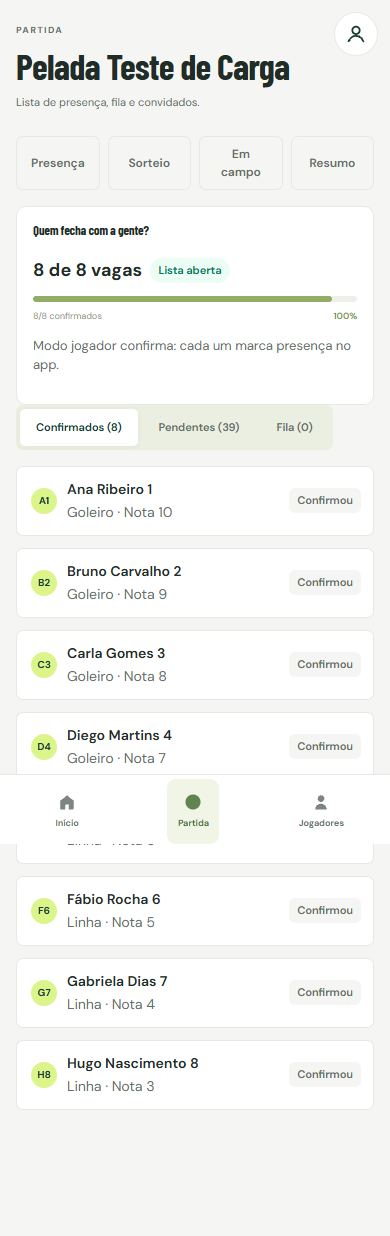 PARTIDA
Pelada Teste de Carga
Lista de presença, fila e convidados.
Presença
Sorteio
Em
campo
Resumo
Quem fecha com a gente?
8 de 8 vagas
Lista aberta
8/8 confirmados
100%
Modo jogador confirma: cada um marca presença no
app.
Confirmados (8)
Pendentes (39)
Fila (0)
A1
Ana Ribeiro 1
Goleiro · Nota 10
Confirmou
B2
Bruno Carvalho 2
Goleiro · Nota 9
Confirmou
C3
Carla Gomes 3
Goleiro · Nota 8
Confirmou
D4
Diego Martins 4
Goleiro · Nota 7
Confirmou
Início
Partida
Jogadores
F6
Fábio Rocha 6
Linha · Nota 5
Confirmou
G7
Gabriela Dias 7
Linha · Nota 4
Confirmou
H8
Hugo Nascimento 8
Linha · Nota 3
Confirmou